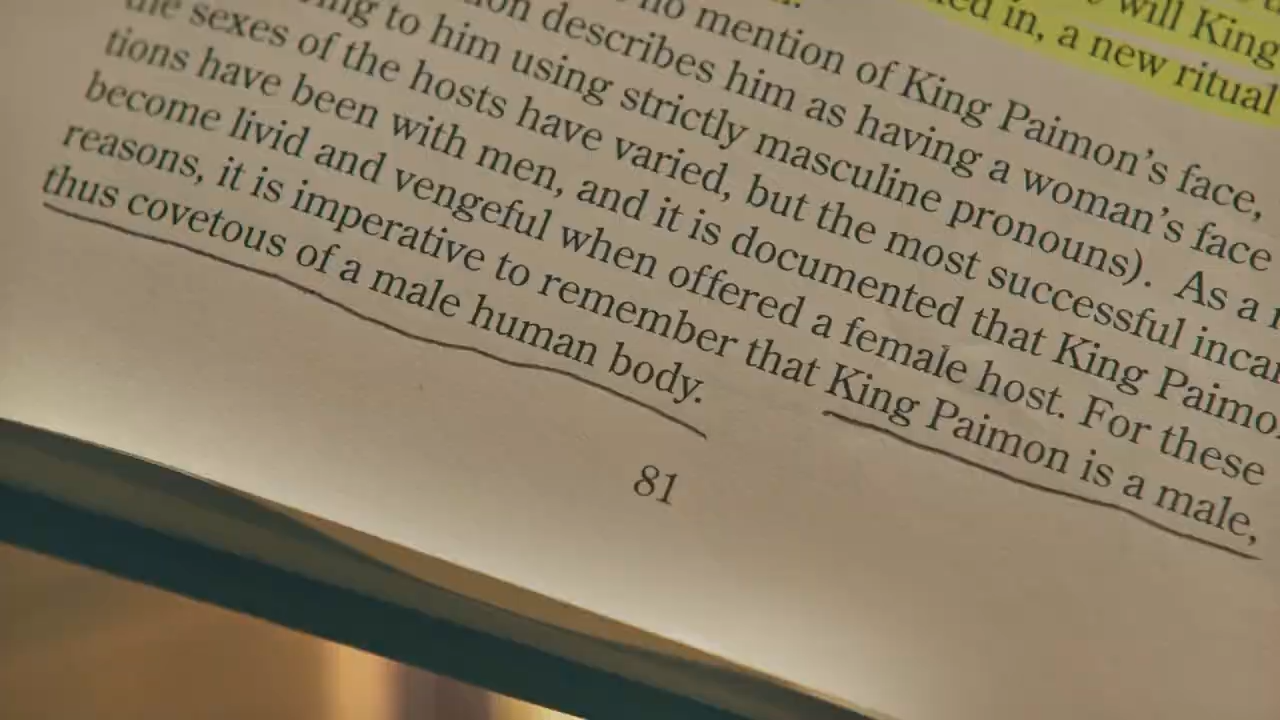 will King
in, a new ritual
no mention of King Paimon's face,
describes him as having a woman's face
to him using strictly masculine pronouns). As a
the sexes of the hosts have varied, but the most successful incar
tions have been with men, and it is documented that King Paimo
become livid and vengeful when offered a female host. For these
reasons, it is imperative to remember that King Paimon is a male,
thus covetous of a male human body.
81